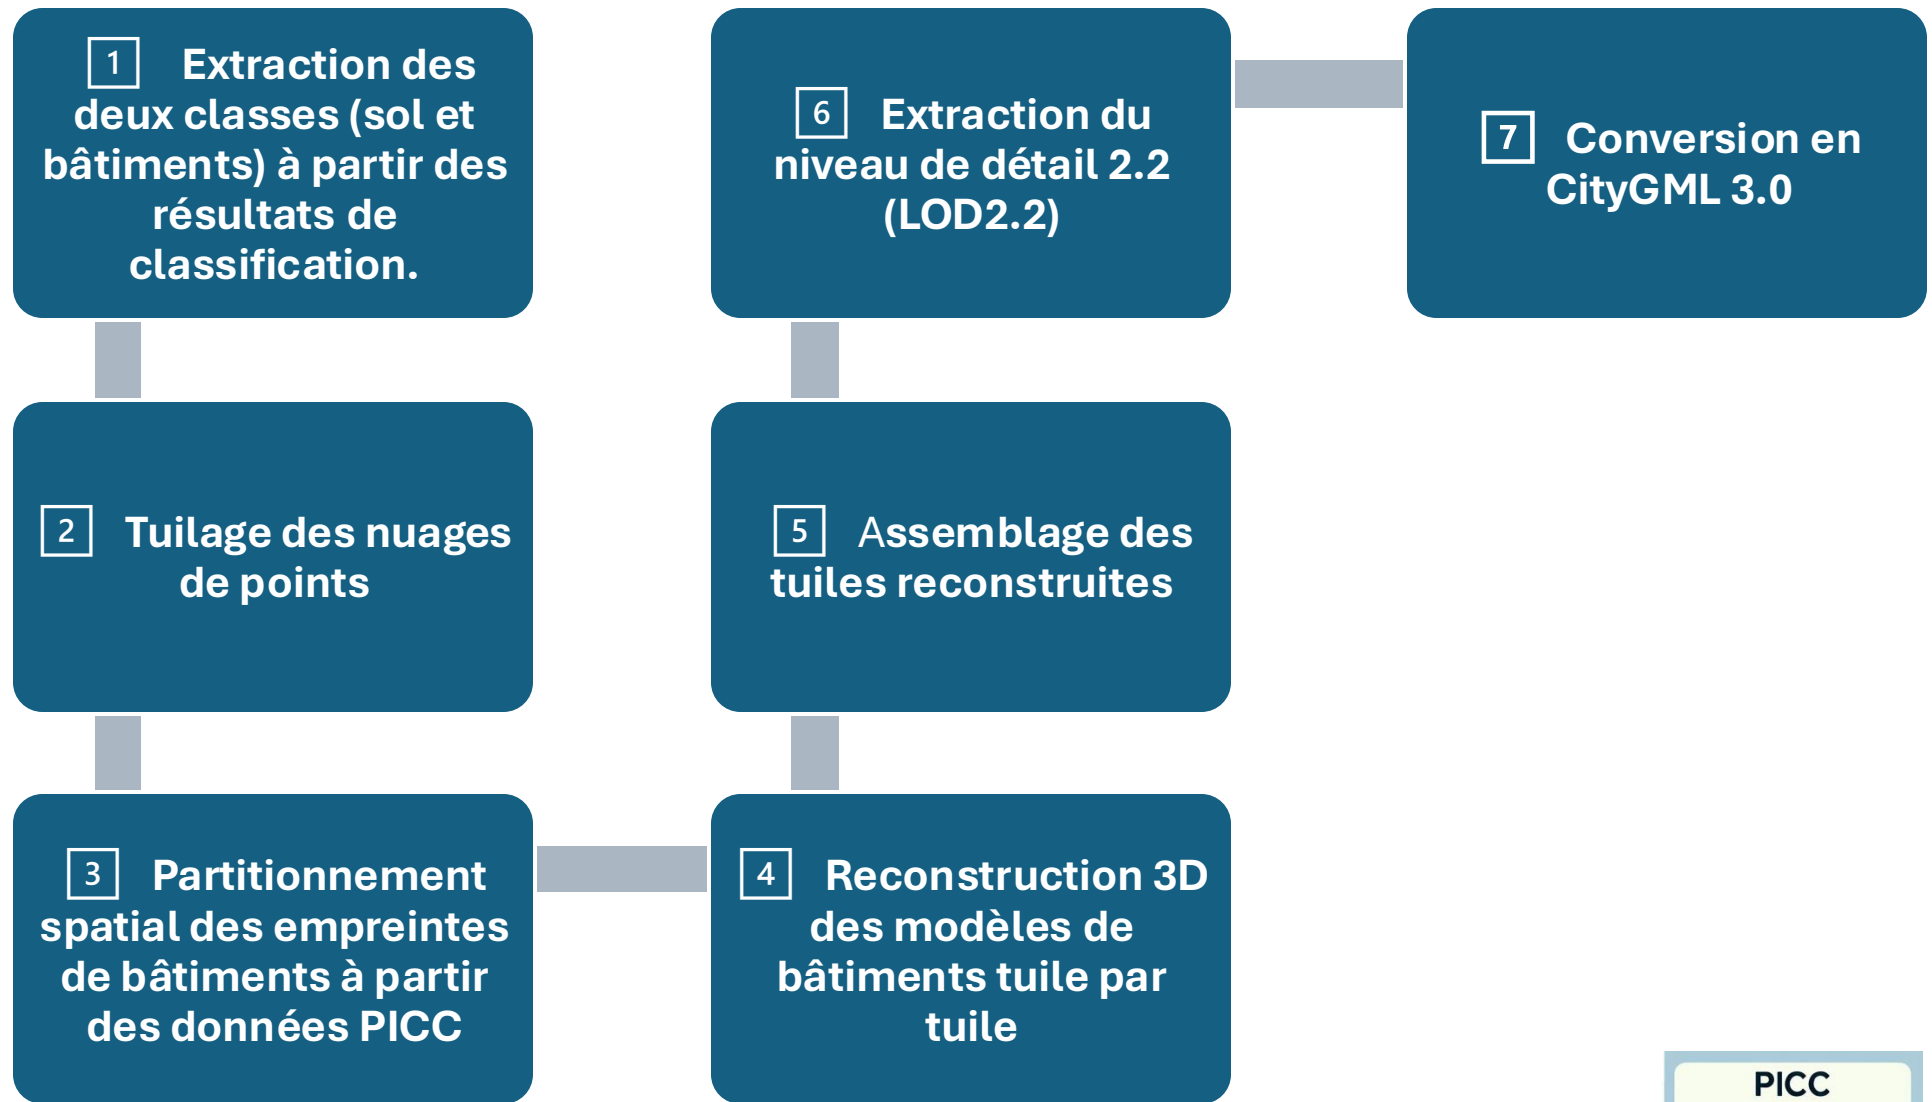 1 Extraction des
deux classes (sol et
bâtiments) à partir des
résultats de
classification.
2 Tuilage des nuages
de points
3 Partitionnement
spatial des empreintes
de bâtiments à partir
des données PICC
4 Reconstruction 3D
des modèles de
bâtiments tuile par
tuile
5 Assemblage des
tuiles reconstruites
6 Extraction du
niveau de détail 2.2
(LOD2.2)
7 Conversion en
CityGML 3.0
PICC